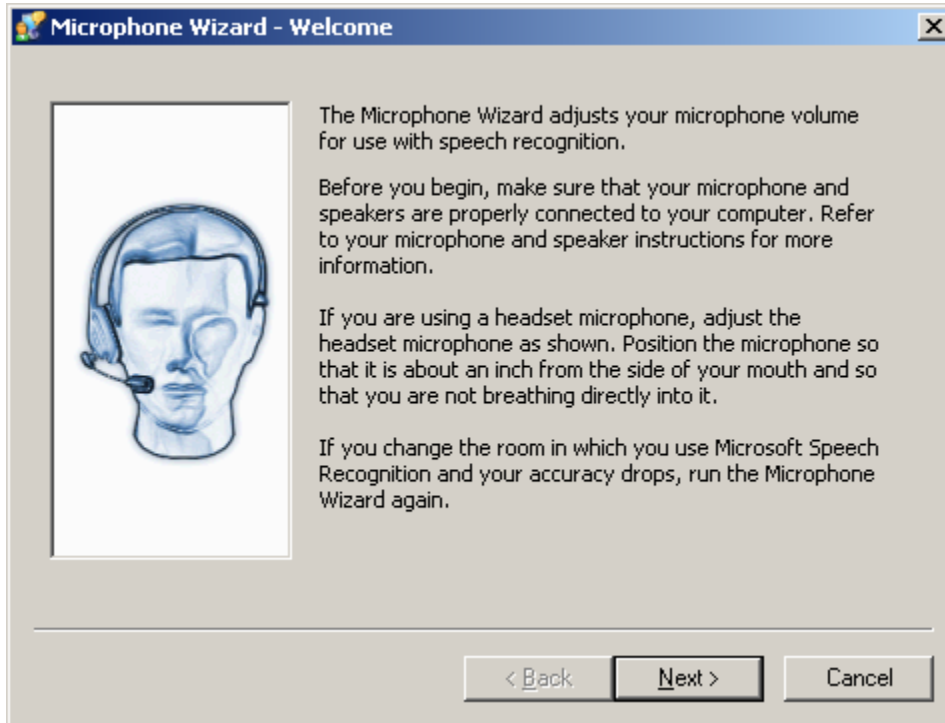 Microphone Wizard - Welcome
The Microphone Wizard adjusts your microphone volume
for use with speech recognition.
Before you begin, make sure that your microphone and
speakers are properly connected to your computer. Refer
to your microphone and speaker instructions for more
information.
If you are using a headset microphone, adjust the
headset microphone as shown. Position the microphone so
that it is about an inch from the side of your mouth and so
that you are not breathing directly into it.
If you change the room in which you use Microsoft Speech
Recognition and your accuracy drops, run the Microphone
Wizard again.
< Back Next > Cancel